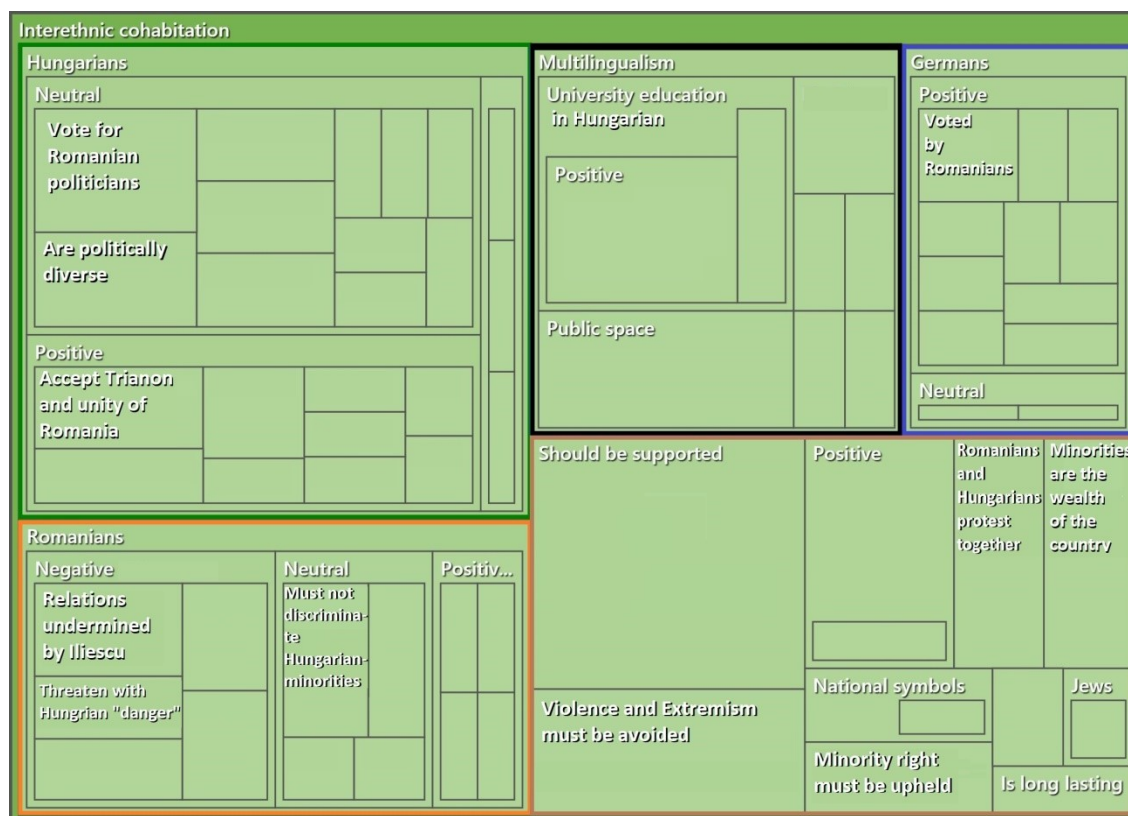 Interethnic cohabitation
Hungarians
Neutral
Vote for
Romanian
politicians
Are politically
diverse
Positive
Accept Trianon
and unity of
Romania
Multilingualism
University education
in Hungarian
Positive
Public space
Germans
Positive
Voted
by
Romanians
Neutral
Romanians
Negative
Relations
undermined
by Iliescu
Threaten with
Hungrian "danger"
Neutral
Must not
discrimina-
te
Hungarian-
minorities
Positiv...
Should be supported
Violence and Extremism
must be avoided
Positive
Romanians
and
Hungarians
protest
together
Minorities
are the
wealth
of the
country
National symbols
Minority right
must be upheld
Jews
Is long lasting